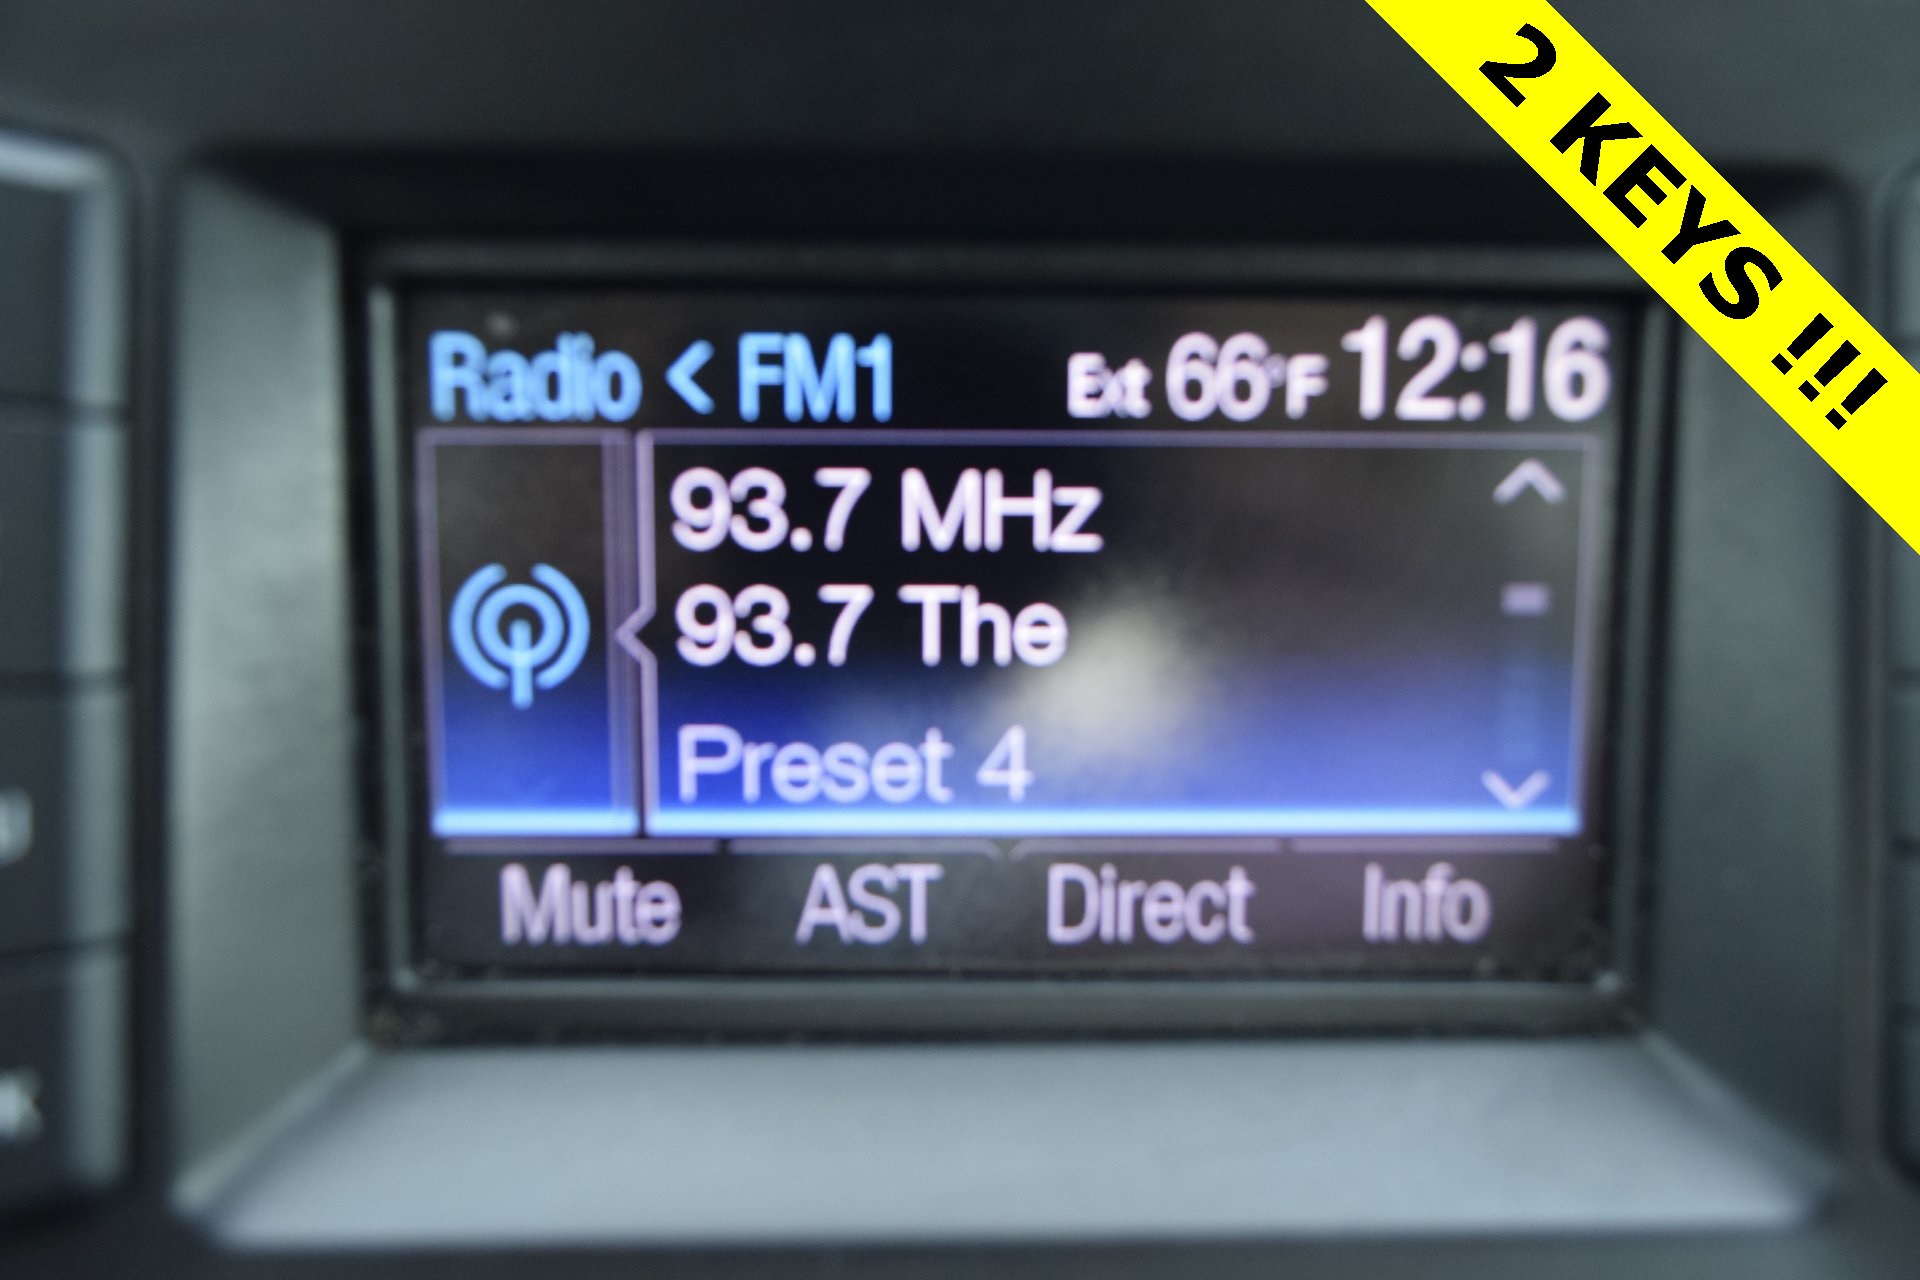 Radio < FM1 Ext 66°F 12:16
93.7 MHz
93.7 The
Preset 4
Mute AST Direct Info
2 KEYS !!!